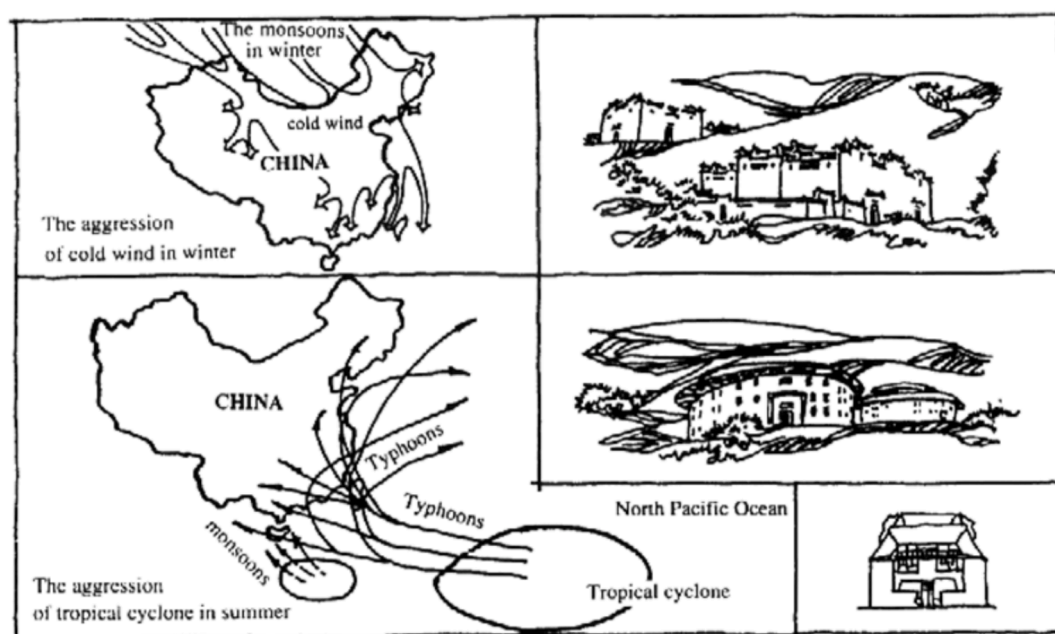 The monsoons
in winter
cold wind
CHINA
The aggression
of cold wind in winter
CHINA
Typhoons
Typhoons
North Pacific Ocean
monsoons
Tropical cyclone
The aggression
of tropical cyclone in summer